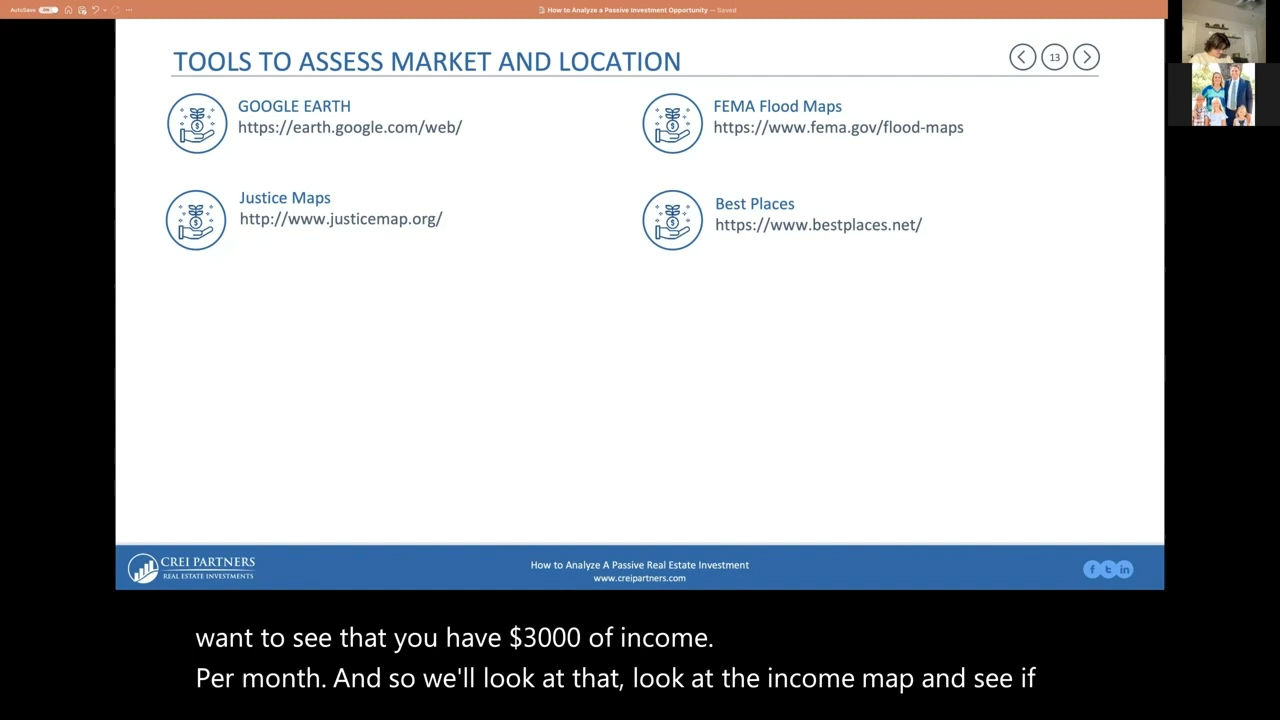 AutoSave ON
How to Analyze a Passive Investment Opportunity — Saved
TOOLS TO ASSESS MARKET AND LOCATION
13
GOOGLE EARTH
https://earth.google.com/web/
FEMA Flood Maps
https://www.fema.gov/flood-maps
Justice Maps
http://www.justicemap.org/
Best Places
https://www.bestplaces.net/
CREI PARTNERS
REAL ESTATE INVESTMENTS
How to Analyze A Passive Real Estate Investment
www.creipartners.com
want to see that you have $3000 of income.
Per month. And so we'll look at that, look at the income map and see if